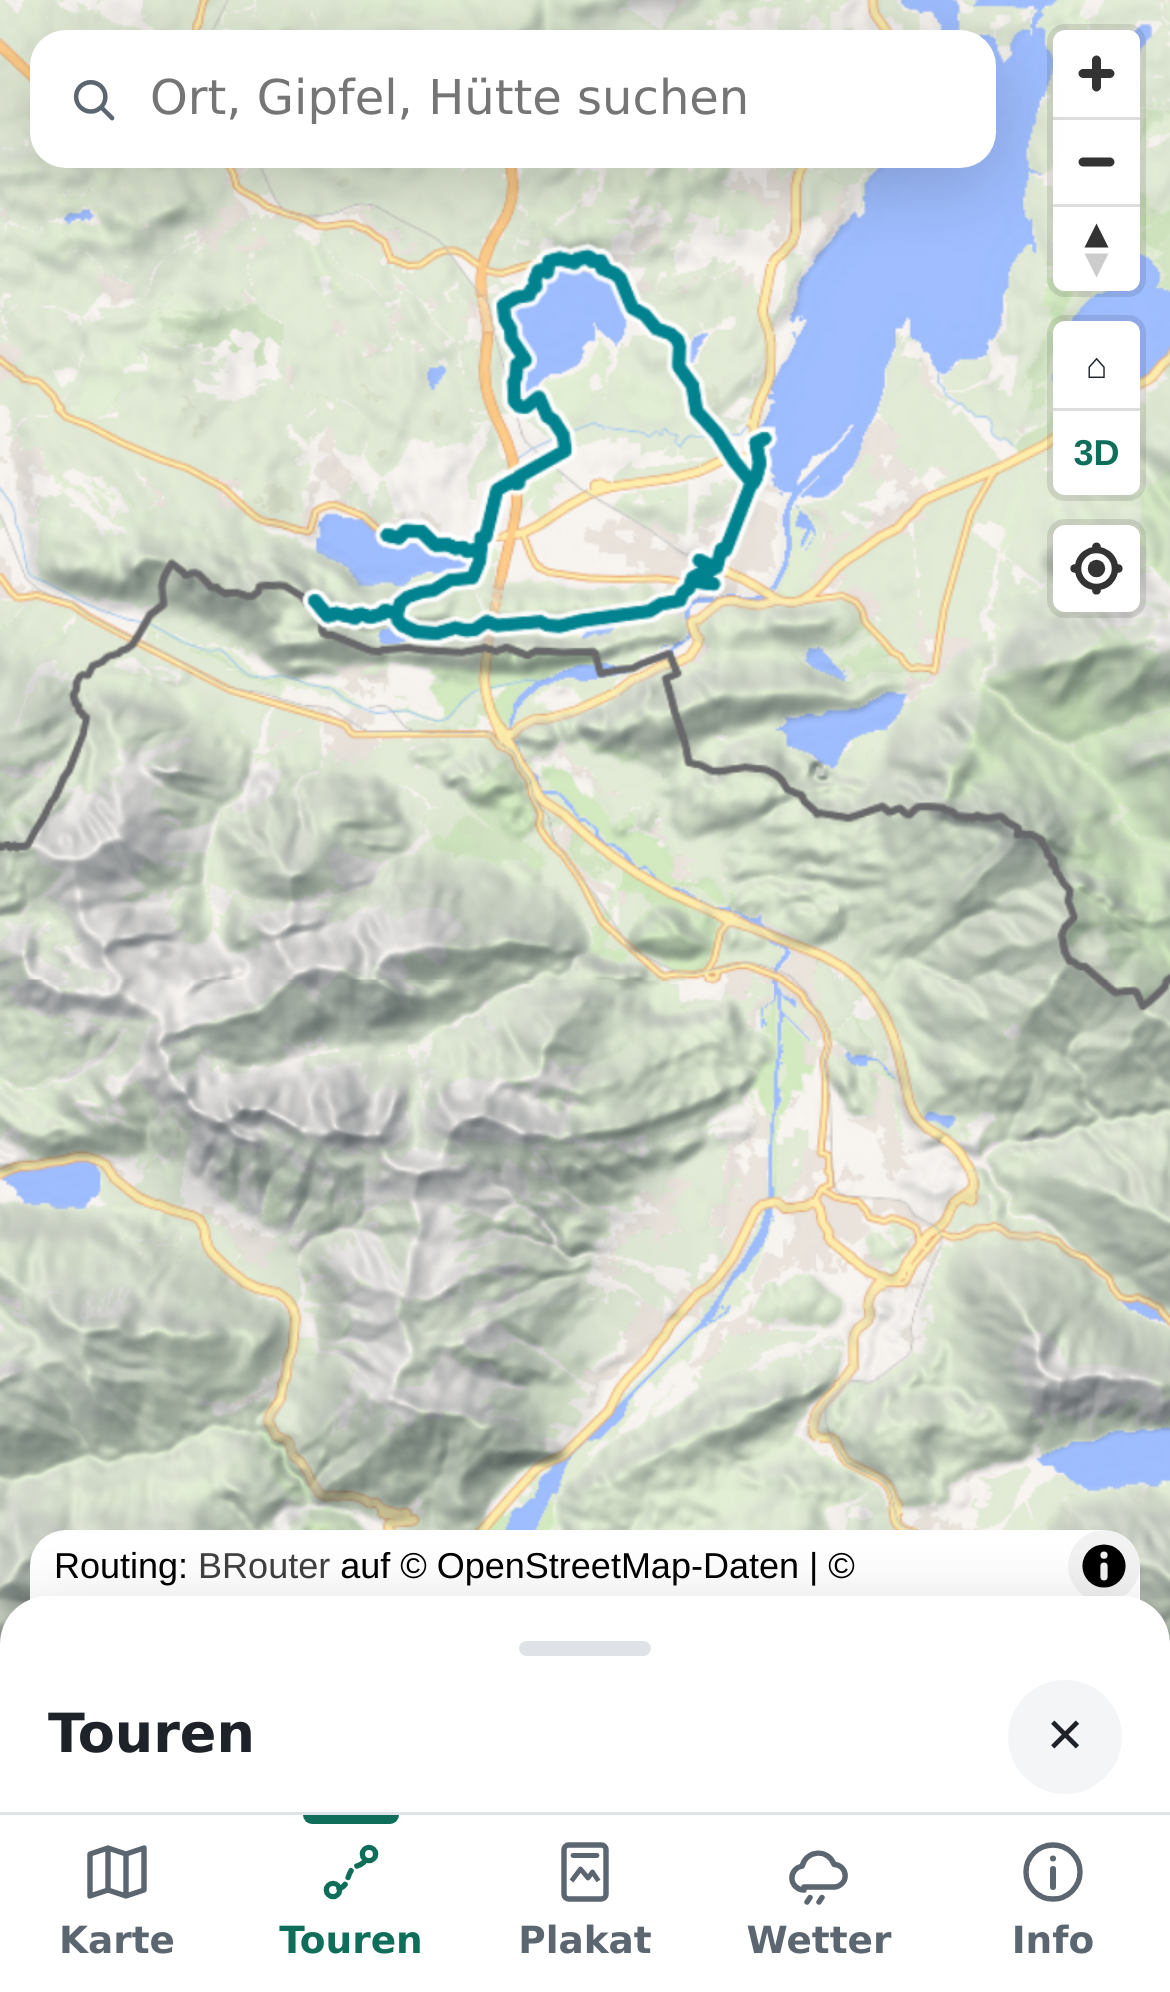 Ort, Gipfel, Hütte suchen
3D
Routing: BRouter auf © OpenStreetMap-Daten | ©
Touren
Karte
Touren
Plakat
Wetter
Info